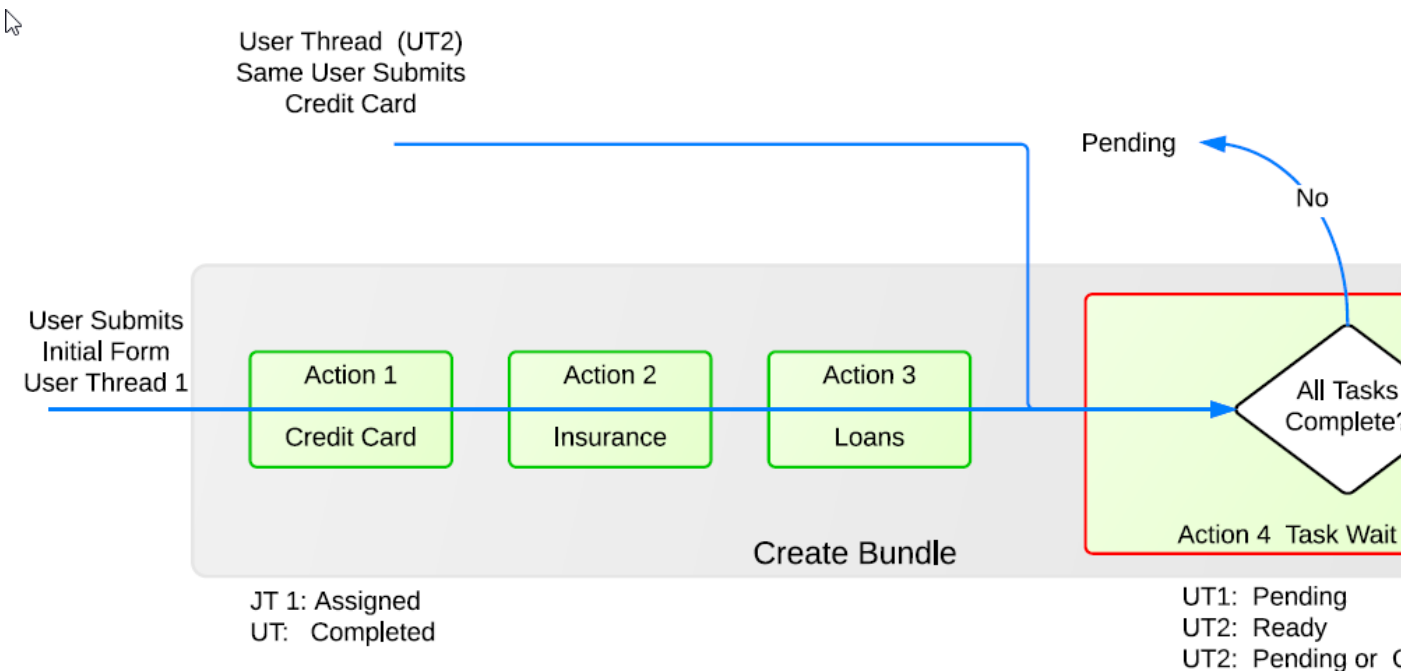 User Thread  (UT2)
Same User Submits
Credit Card
Pending
No
User Submits
Initial Form
User Thread 1
Action 1
Credit Card
Action 2
Insurance
Action 3
Loans
All Tasks
Complete?
Action 4  Task Wait
Create Bundle
JT 1: Assigned
UT:   Completed
UT1:  Pending
UT2:  Ready
UT2:  Pending or